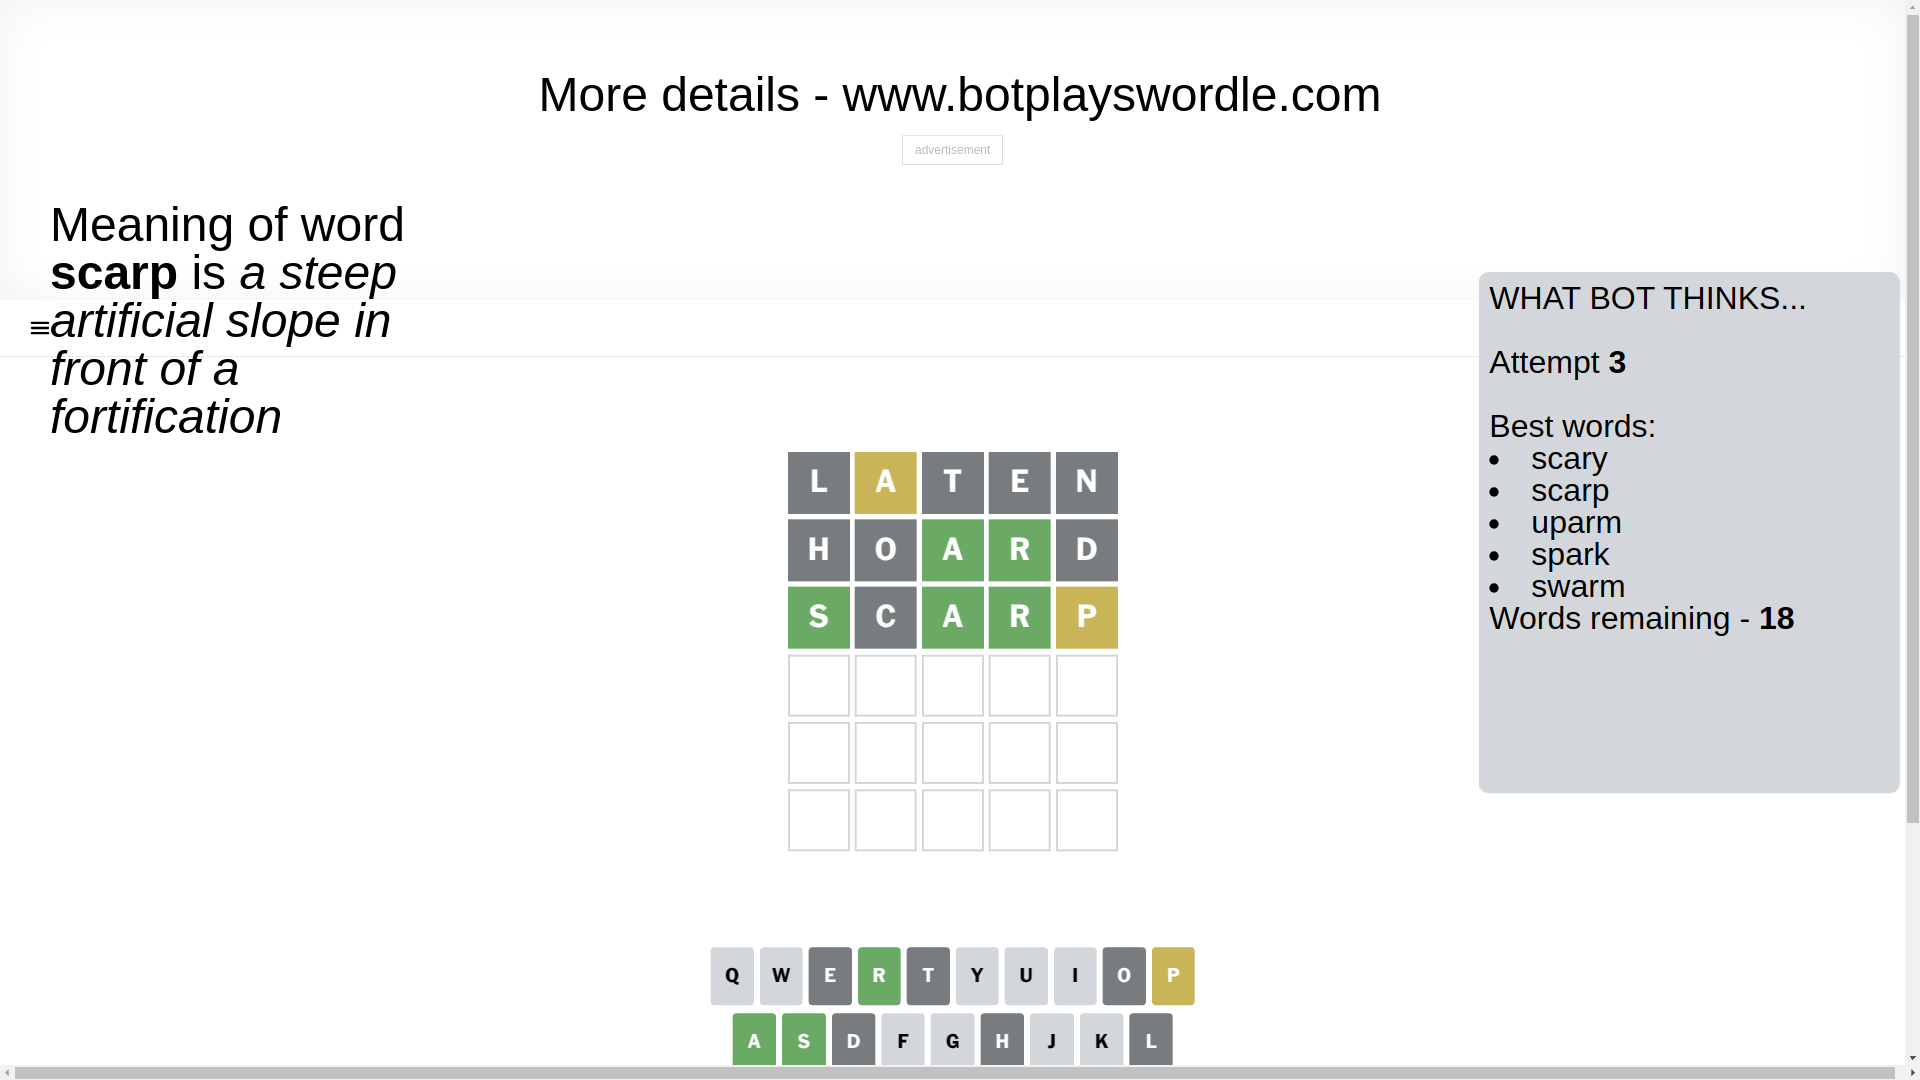 More details - www.botplayswordle.com
advertisement
Meaning of word
scarp is a steep
artificial slope in
front of a
fortification
WHAT BOT THINKS...
Attempt 3
Best words:
• scary
• scarp
• uparm
• spark
• swarm
Words remaining - 18
L A T E N
H O A R D
S C A R P
Q W E R T Y U I O P
A S D F G H J K L